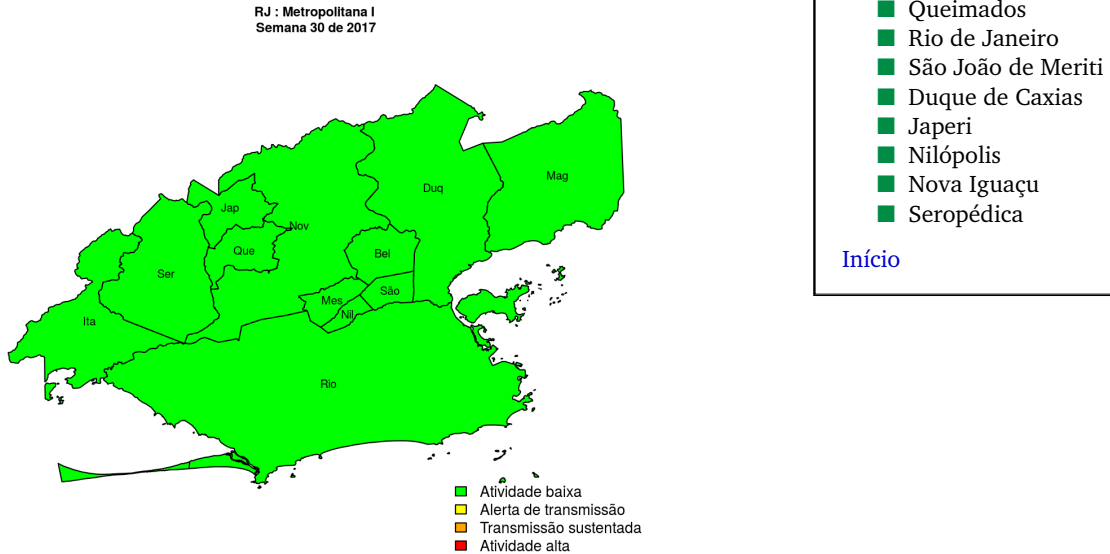 RJ : Metropolitana I
Semana 30 de 2017
Mag
Duq
Jap
Nov
Que
Bel
Ser
São
Mes
Nil
Ita
Rio
Atividade baixa
Alerta de transmissão
Transmissão sustentada
Atividade alta
Queimados
Rio de Janeiro
São João de Meriti
Duque de Caxias
Japeri
Nilópolis
Nova Iguaçu
Seropédica
Início